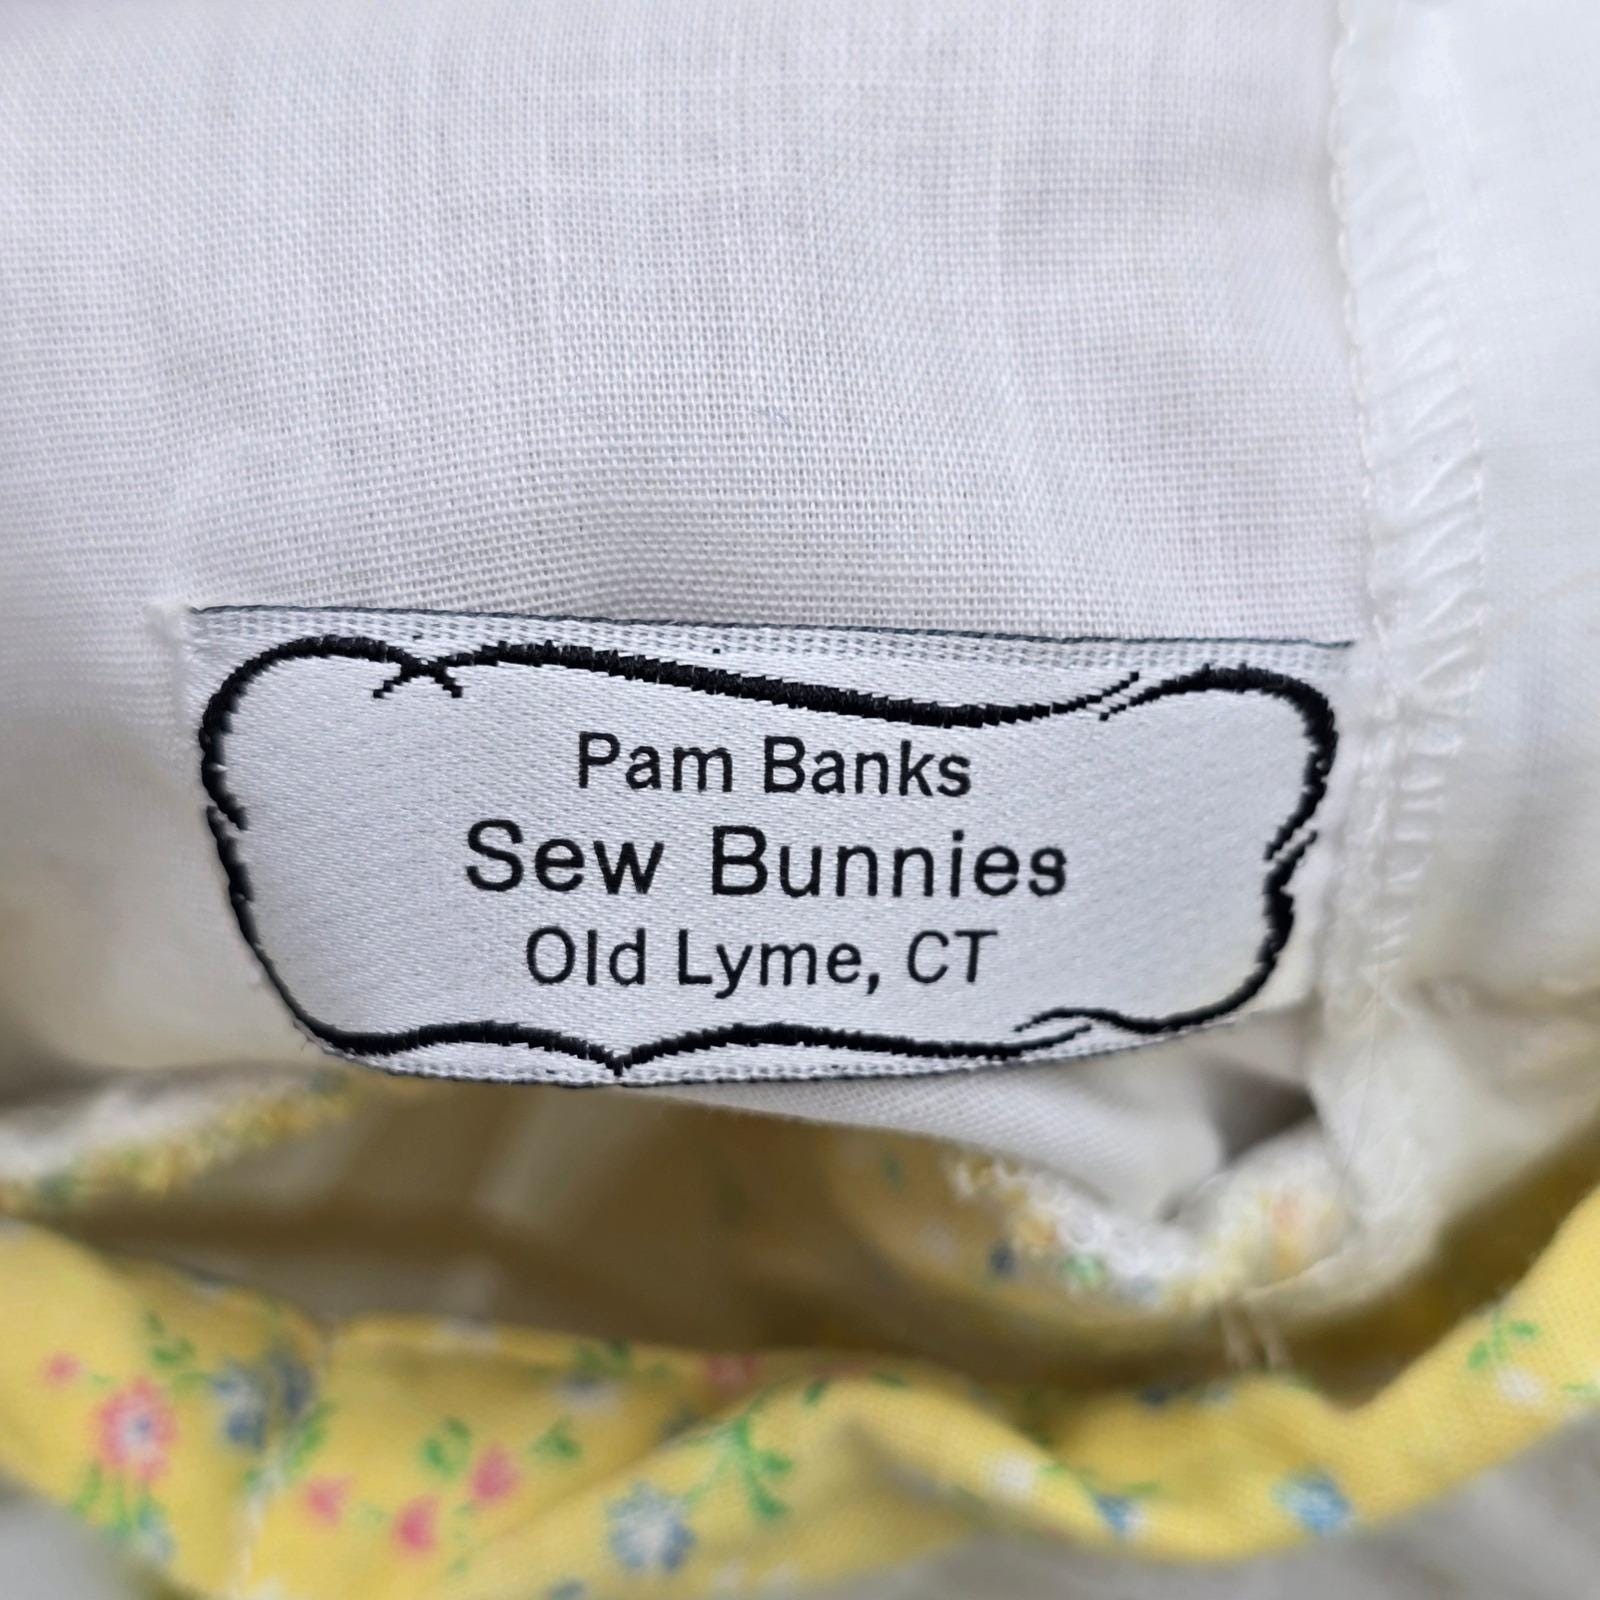 Pam Banks
Sew Bunnies
Old Lyme, CT